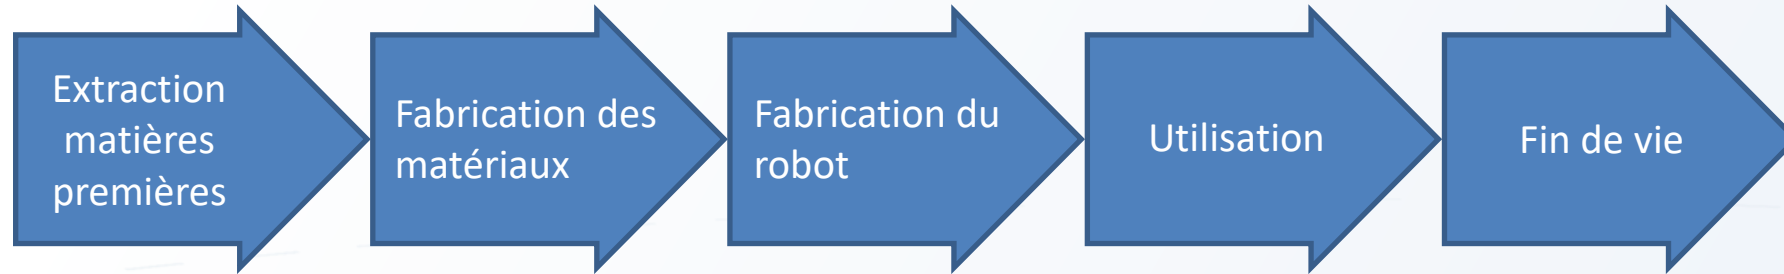 Extraction
matières
premières
Fabrication des
matériaux
Fabrication du
robot
Utilisation
Fin de vie